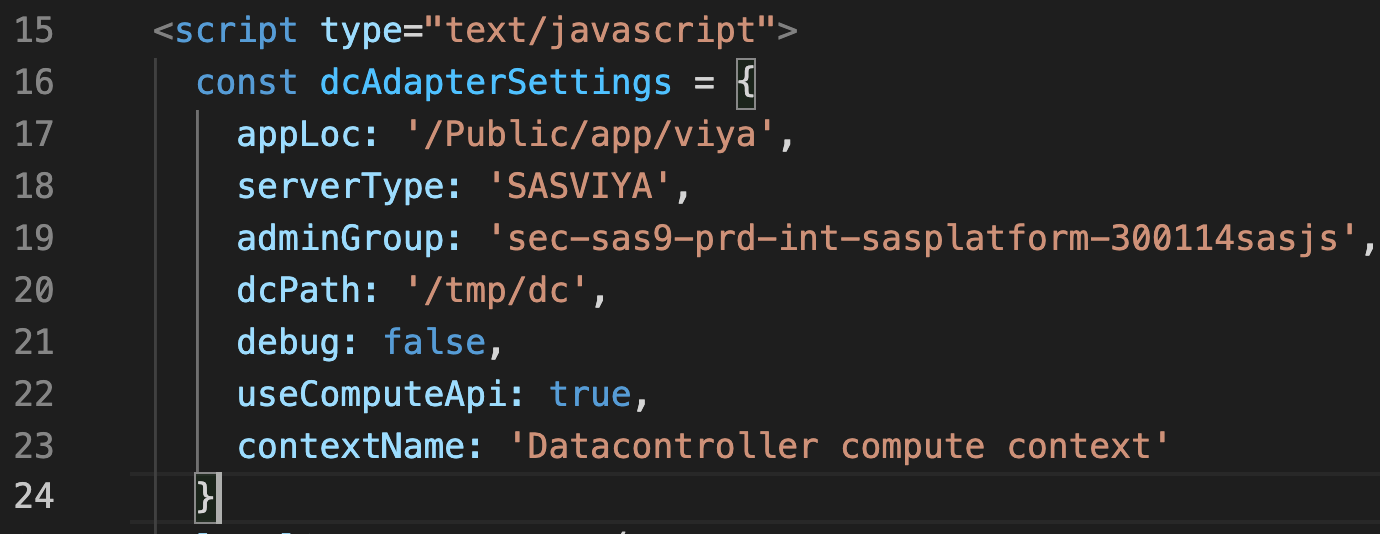 15 <script type="text/javascript">
16 const dcAdapterSettings = {
17 appLoc: '/Public/app/viya',
18 serverType: 'SASVIYA',
19 adminGroup: 'sec-sas9-prd-int-sasplatform-300114sasjs',
20 dcPath: '/tmp/dc',
21 debug: false,
22 useComputeApi: true,
23 contextName: 'Datacontroller compute context'
24 }